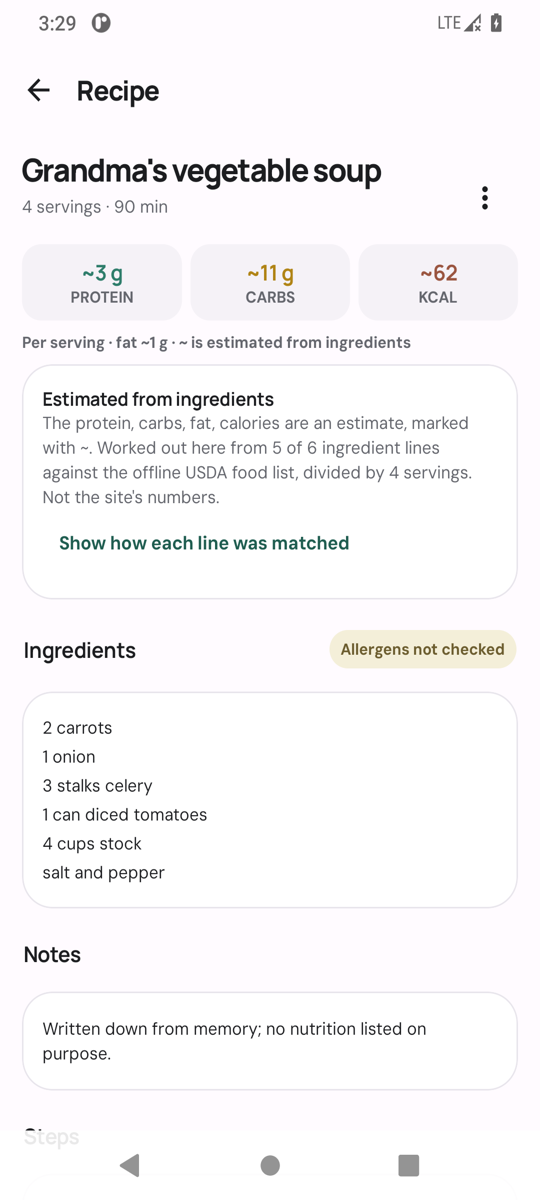 3:29
LTE
Recipe
Grandma's vegetable soup
4 servings · 90 min
~3 g
PROTEIN
~11 g
CARBS
~62
KCAL
Per serving · fat ~1 g · ~ is estimated from ingredients
Estimated from ingredients
The protein, carbs, fat, calories are an estimate, marked
with ~. Worked out here from 5 of 6 ingredient lines
against the offline USDA food list, divided by 4 servings.
Not the site's numbers.
Show how each line was matched
Ingredients
Allergens not checked
2 carrots
1 onion
3 stalks celery
1 can diced tomatoes
4 cups stock
salt and pepper
Notes
Written down from memory; no nutrition listed on
purpose.
Steps